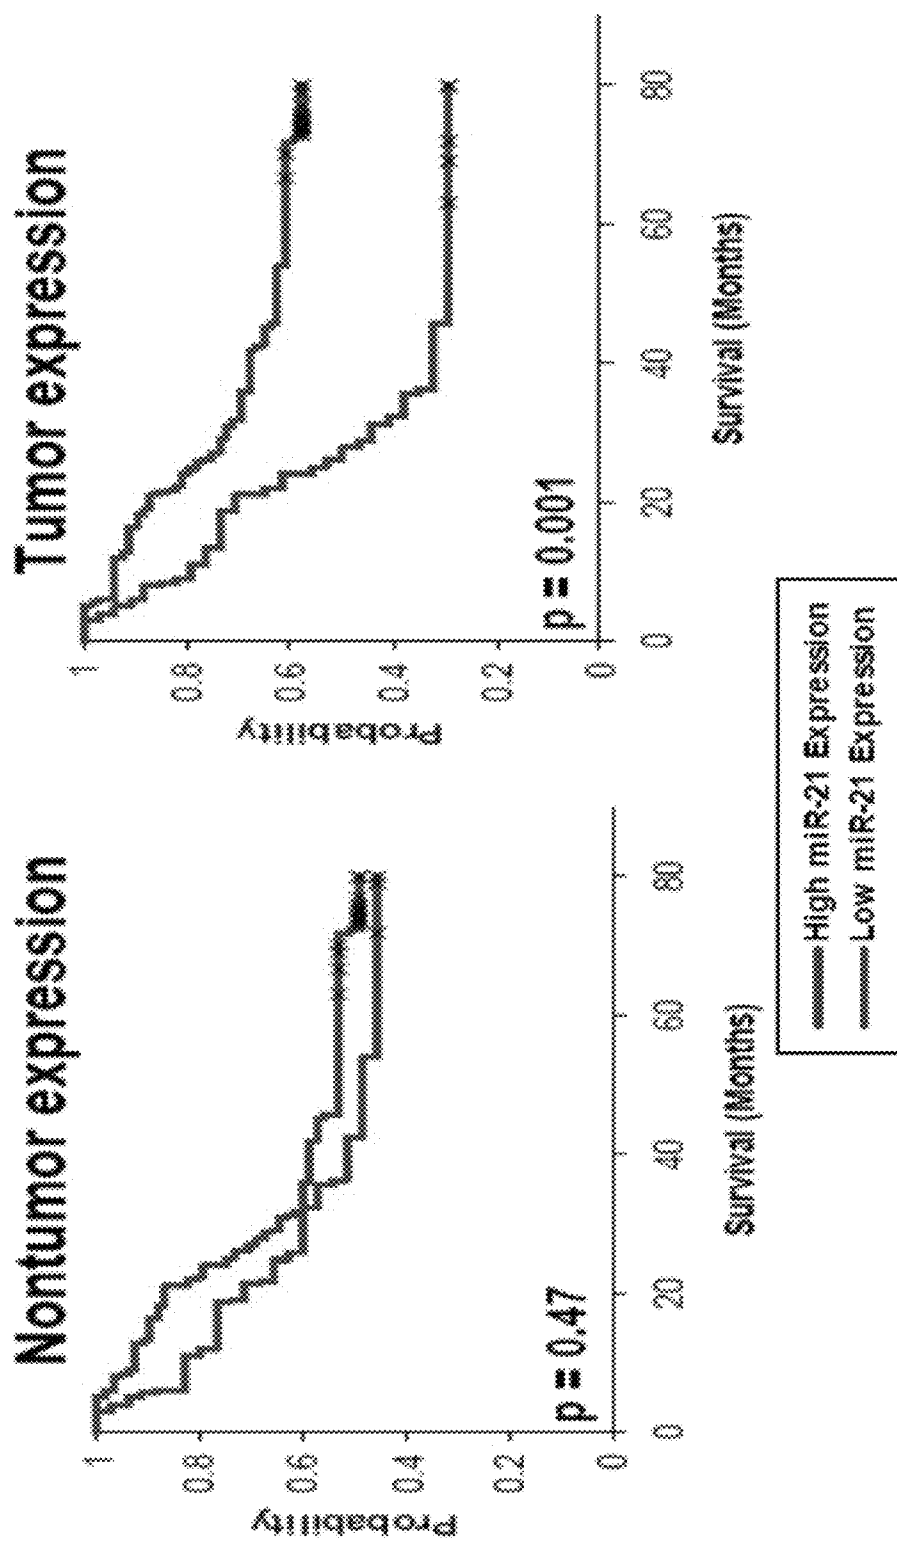 Nontumor expression
Probability
1
0.8
0.6
0.4
0.2
0
p = 0.47
0
20
40
60
80
Survival (Months)
Tumor expression
Probability
1
0.8
0.6
0.4
0.2
0
p = 0.001
0
20
40
60
80
Survival (Months)
High miR-21 Expression
Low miR-21 Expression